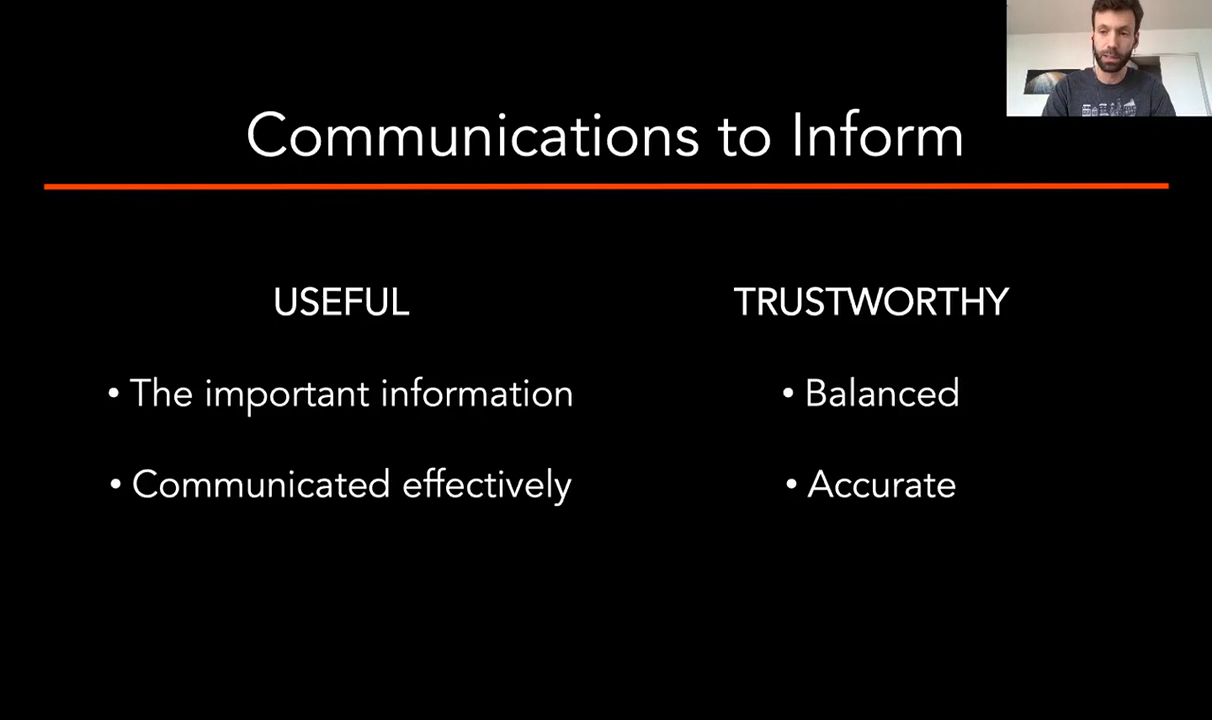 Communications to Inform
USEFUL
• The important information
• Communicated effectively
TRUSTWORTHY
• Balanced
• Accurate